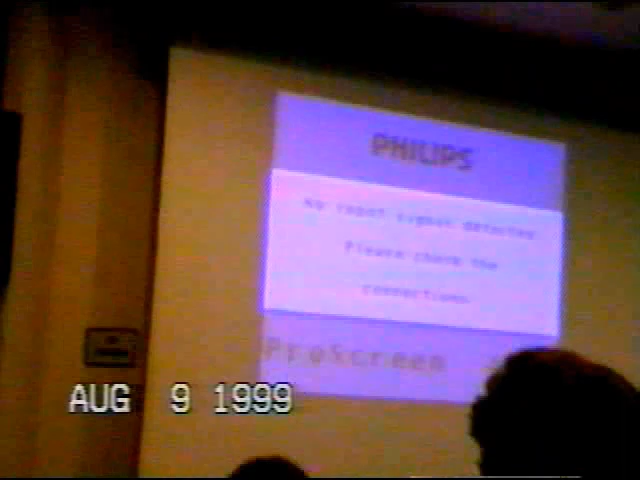 PHILIPS
No input signal detected
Please check the
connections
ProScreen
AUG 9 1999